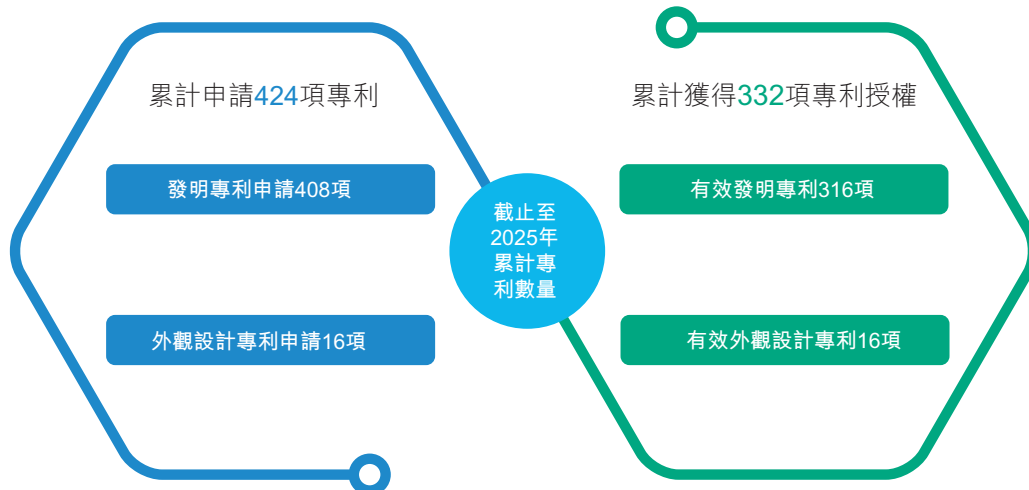 累計申請424項專利
發明專利申請408項
外觀設計專利申請16項
截止至
2025年
累計專
利數量
累計獲得332項專利授權
有效發明專利316項
有效外觀設計專利16項